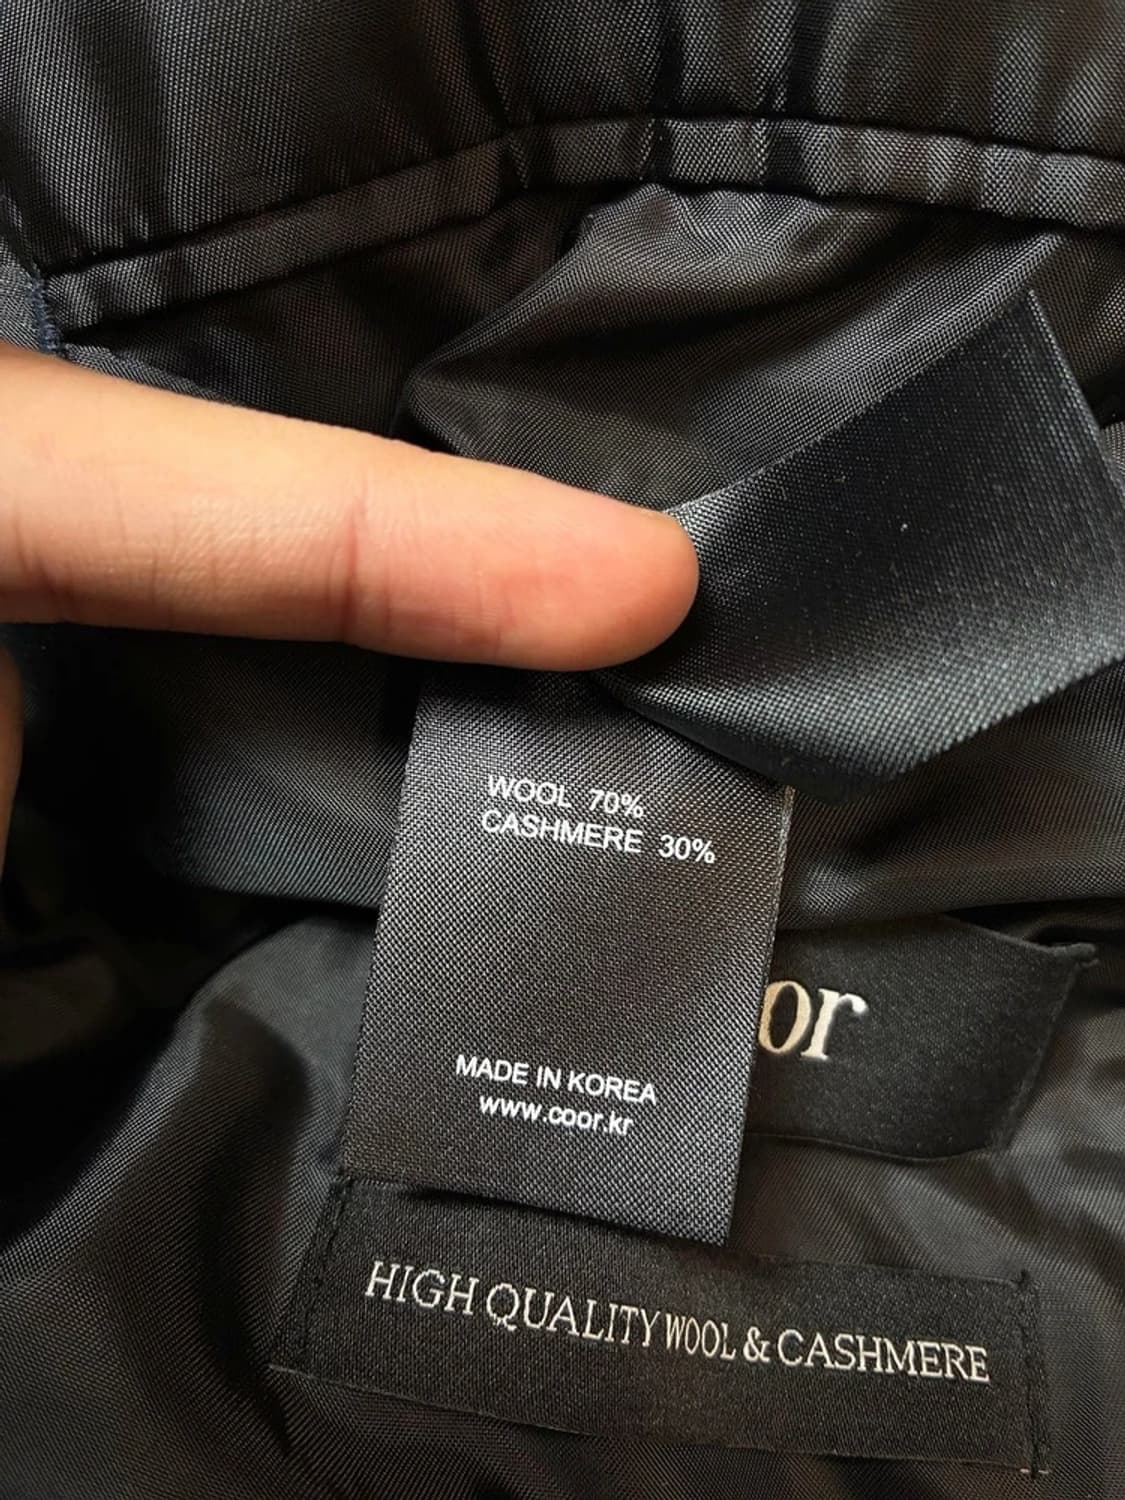 WOOL 70%
CASHMERE 30%
or
MADE IN KOREA
www.coor.kr
HIGH QUALITY WOOL & CASHMERE